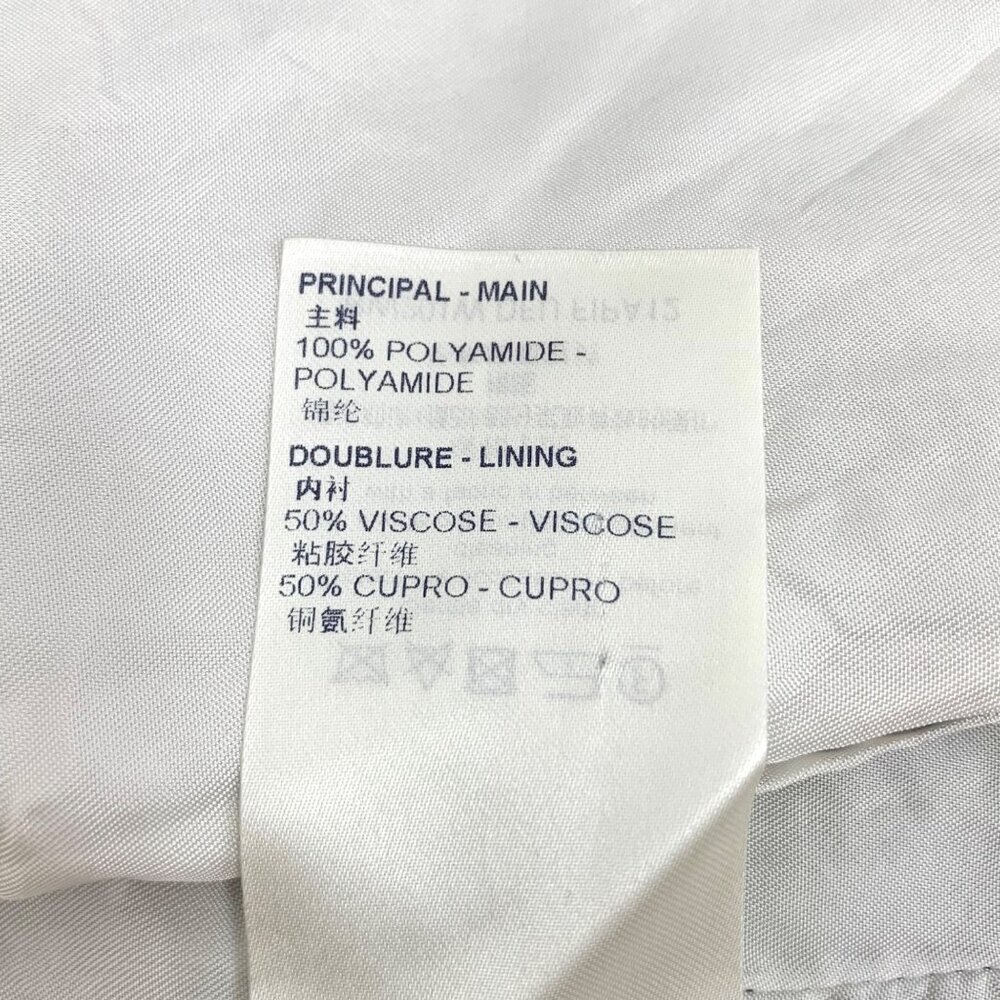 PRINCIPAL - MAIN
主料
100% POLYAMIDE -
POLYAMIDE
锦纶
DOUBLURE - LINING
内衬
50% VISCOSE - VISCOSE
粘胶纤维
50% CUPRO - CUPRO
铜氨纤维